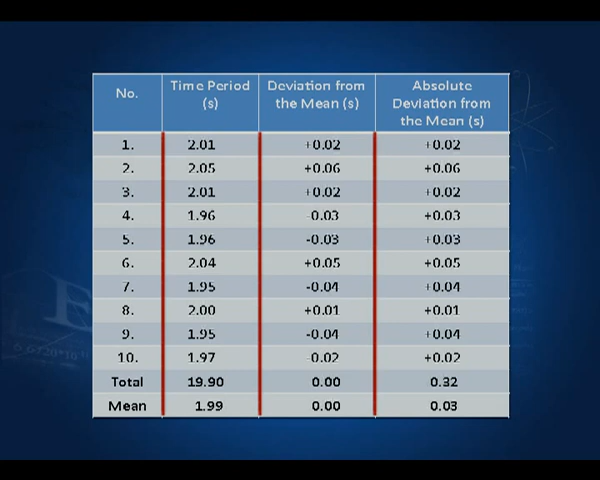 No. Time Period (s) Deviation from the Mean (s) Absolute Deviation from the Mean (s)
1. 2.01 +0.02 +0.02
2. 2.05 +0.06 +0.06
3. 2.01 +0.02 +0.02
4. 1.96 -0.03 +0.03
5. 1.96 -0.03 +0.03
6. 2.04 +0.05 +0.05
7. 1.95 -0.04 +0.04
8. 2.00 +0.01 +0.01
9. 1.95 -0.04 +0.04
10. 1.97 -0.02 +0.02
Total 19.90 0.00 0.32
Mean 1.99 0.00 0.03